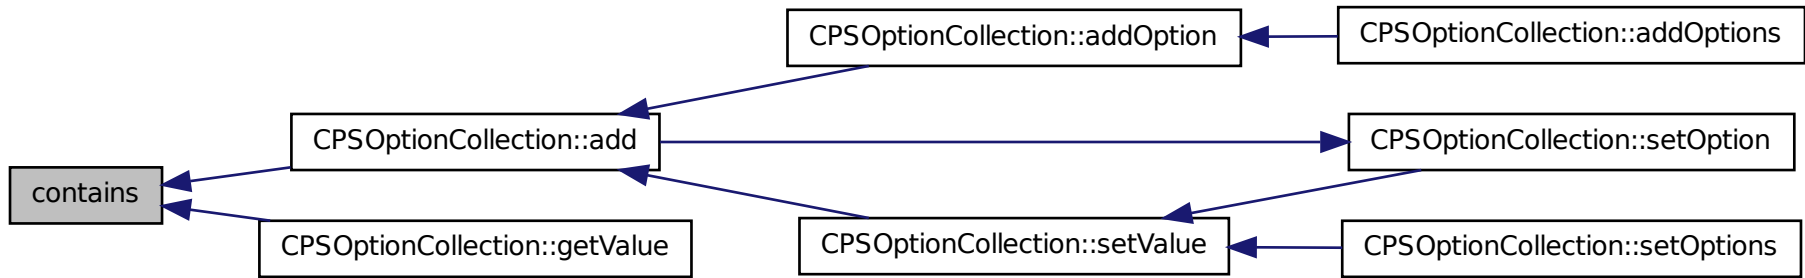 CPSOptionCollection::addOption
CPSOptionCollection::addOptions
CPSOptionCollection::add
CPSOptionCollection::setOption
contains
CPSOptionCollection::getValue
CPSOptionCollection::setValue
CPSOptionCollection::setOptions